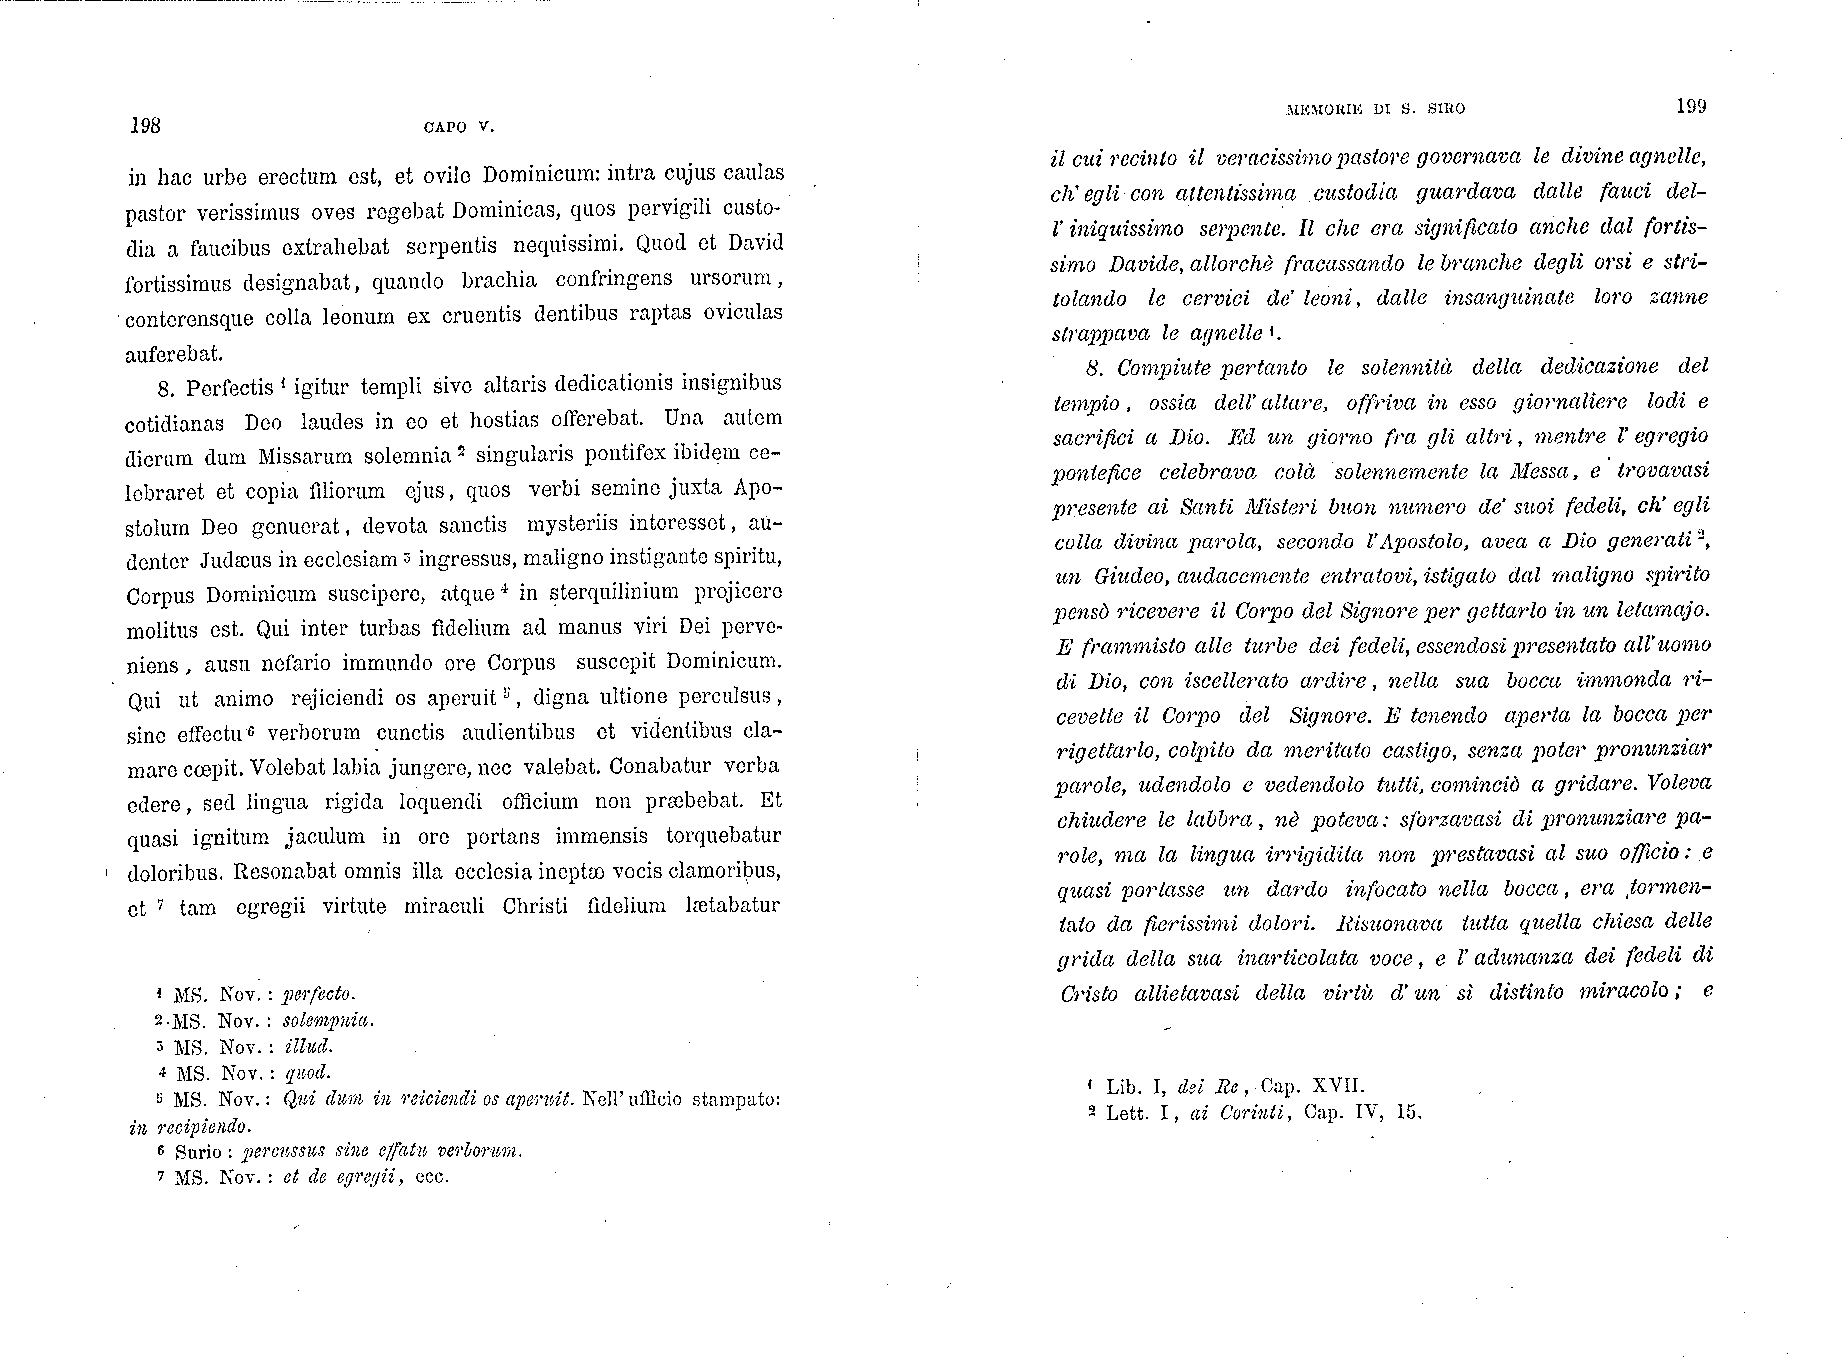 198
CAPO V.
in hac urbe erectum est, et ovile Dominicum: intra cujus caulas
pastor verissimus oves regebat Dominicas, quos pervigili custo-
dia a faucibus extrahebat serpentis nequissimi. Quod et David
fortissimus designabat, quando brachia confringens ursorum,
conterensque colla leonum ex cruentis dentibus raptas oviculas
auferebat.
8. Perfectis ¹ igitur templi sive altaris dedicationis insignibus
cotidianas Deo laudes in eo et hostias offerebat. Una autem
dierum dum Missarum solemnia ² singularis pontifex ibidem ce-
lebraret et copia filiorum ejus, quos verbi semine juxta Apo-
stolum Deo genuerat, devota sanctis mysteriis interesset, au-
denter Judæus in ecclesiam ³ ingressus, maligno instigante spiritu,
Corpus Dominicum suscipere, atque ⁴ in sterquilinium projicere
molitus est. Qui inter turbas fidelium ad manus viri Dei perve-
niens, ausu nefario immundo ore Corpus suscepit Dominicum.
Qui ut animo rejiciendi os aperuit ⁵, digna ultione perculsus,
sine effectu ⁶ verborum cunctis audientibus et videntibus cla-
mare cœpit. Volebat labia jungere, nec valebat. Conabatur verba
edere, sed lingua rigida loquendi officium non præbebat. Et
quasi ignitum jaculum in ore portans immensis torquebatur
doloribus. Resonabat omnis illa ecclesia ineptæ vocis clamoribus,
et ⁷ tam egregii virtute miraculi Christi fidelium lætabatur
¹ MS. Nov.: perfecto.
² MS. Nov.: solempnia.
³ MS. Nov.: illud.
⁴ MS. Nov.: quod.
⁵ MS. Nov.: Qui dum in reiciendi os aperuit. Nell' ufficio stampato:
in recipiendo.
⁶ Surio: percussus sine effatu verborum.
⁷ MS. Nov.: et de egregii, ecc.
MEMORIE DI S. SIRO
199
il cui recinto il veracissimo pastore governava le divine agnelle,
ch' egli con attentissima custodia guardava dalle fauci del-
l' iniquissimo serpente. Il che era significato anche dal fortis-
simo Davide, allorchè fracassando le branche degli orsi e stri-
tolando le cervici de' leoni, dalle insanguinate loro zanne
strappava le agnelle ¹.
8. Compiute pertanto le solennità della dedicazione del
tempio, ossia dell' altare, offriva in esso giornaliere lodi e
sacrifici a Dio. Ed un giorno fra gli altri, mentre l' egregio
pontefice celebrava colà solennemente la Messa, e trovavasi
presente ai Santi Misteri buon numero de' suoi fedeli, ch' egli
colla divina parola, secondo l'Apostolo, avea a Dio generati ²,
un Giudeo, audacemente entratovi, istigato dal maligno spirito
pensò ricevere il Corpo del Signore per gettarlo in un letamajo.
E frammisto alle turbe dei fedeli, essendosi presentato all' uomo
di Dio, con iscellerato ardire, nella sua bocca immonda ri-
cevette il Corpo del Signore. E tenendo aperta la bocca per
rigettarlo, colpito da meritato castigo, senza poter pronunziar
parole, udendolo e vedendolo tutti, cominciò a gridare. Voleva
chiudere le labbra, nè poteva: sforzavasi di pronunziare pa-
role, ma la lingua irrigidita non prestavasi al suo officio: e
quasi portasse un dardo infocato nella bocca, era tormen-
tato da fierissimi dolori. Risuonava tutta quella chiesa delle
grida della sua inarticolata voce, e l' adunanza dei fedeli di
Cristo allietavasi della virtù d' un sì distinto miracolo; e
¹ Lib. I, dei Re, Cap. XVII.
² Lett. I, ai Corinti, Cap. IV, 15.